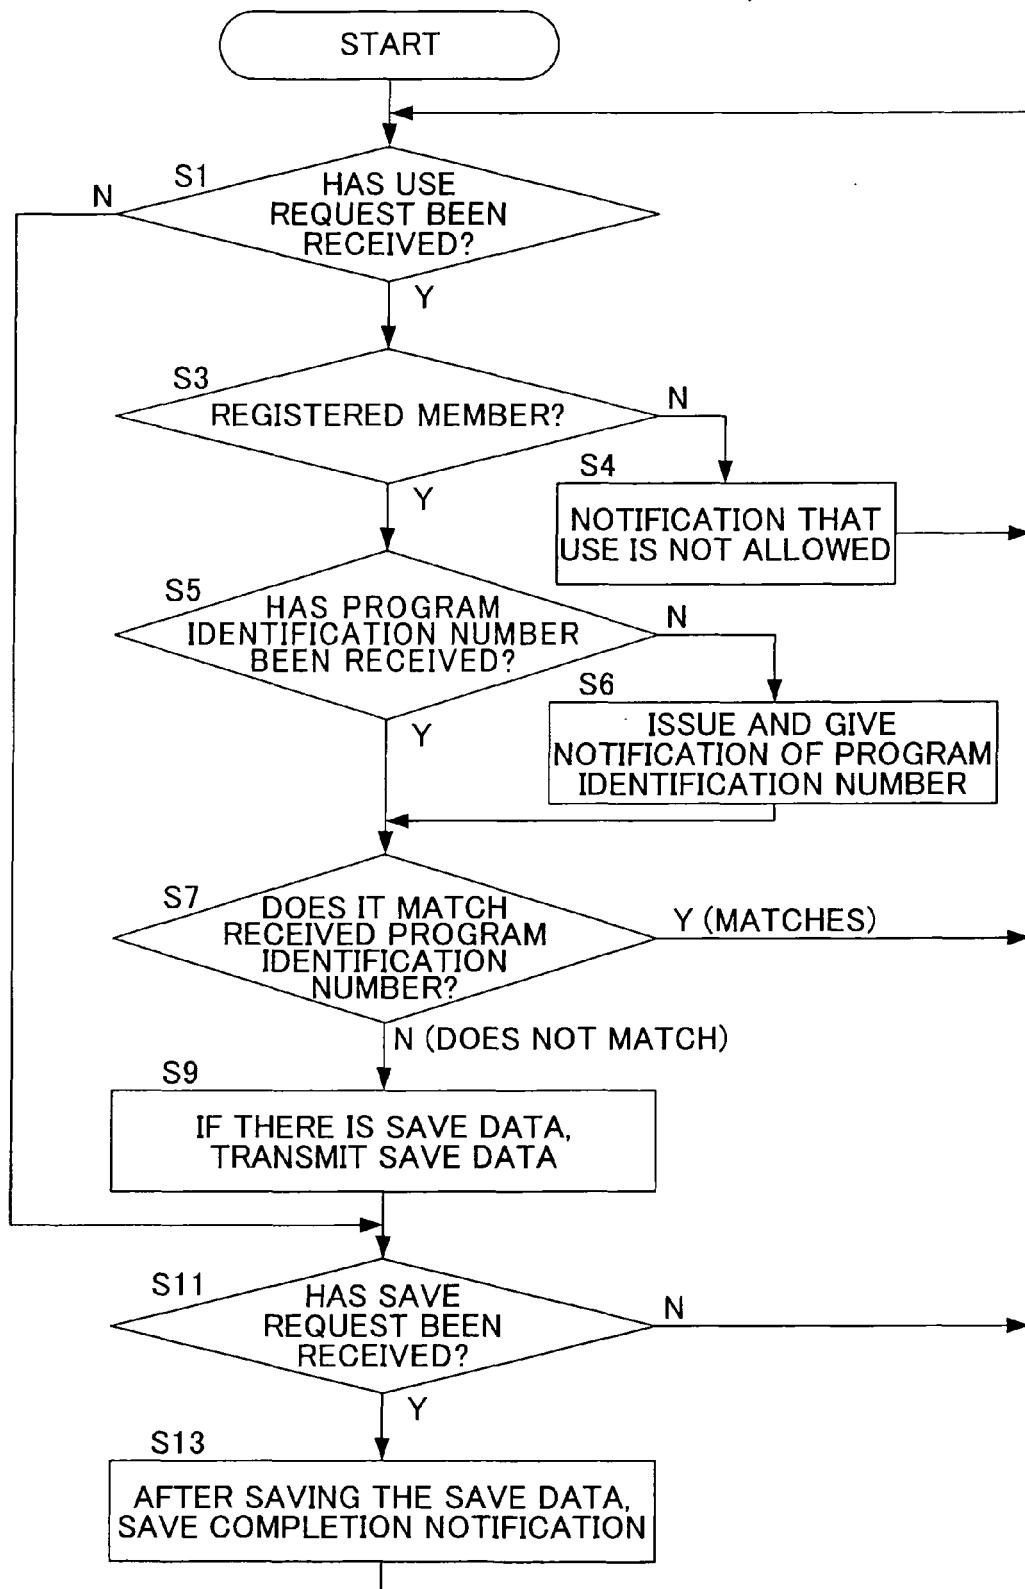 START
S1
N
HAS USE
REQUEST BEEN
RECEIVED?
Y
S3
REGISTERED MEMBER?
N
Y
S4
NOTIFICATION THAT
USE IS NOT ALLOWED
S5
HAS PROGRAM
IDENTIFICATION NUMBER
BEEN RECEIVED?
N
Y
S6
ISSUE AND GIVE
NOTIFICATION OF PROGRAM
IDENTIFICATION NUMBER
S7
DOES IT MATCH
RECEIVED PROGRAM
IDENTIFICATION
NUMBER?
Y (MATCHES)
N (DOES NOT MATCH)
S9
IF THERE IS SAVE DATA,
TRANSMIT SAVE DATA
S11
HAS SAVE
REQUEST BEEN
RECEIVED?
N
Y
S13
AFTER SAVING THE SAVE DATA,
SAVE COMPLETION NOTIFICATION